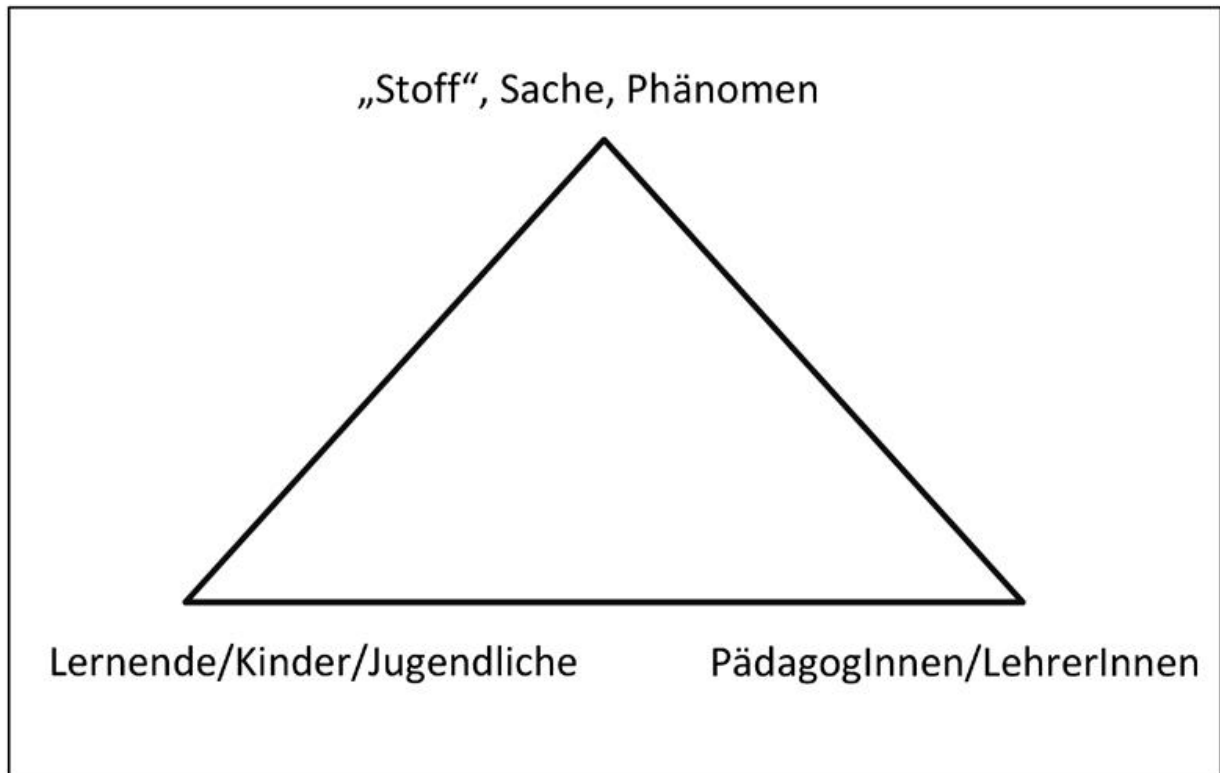 „Stoff“, Sache, Phänomen
Lernende/Kinder/Jugendliche
PädagogInnen/LehrerInnen